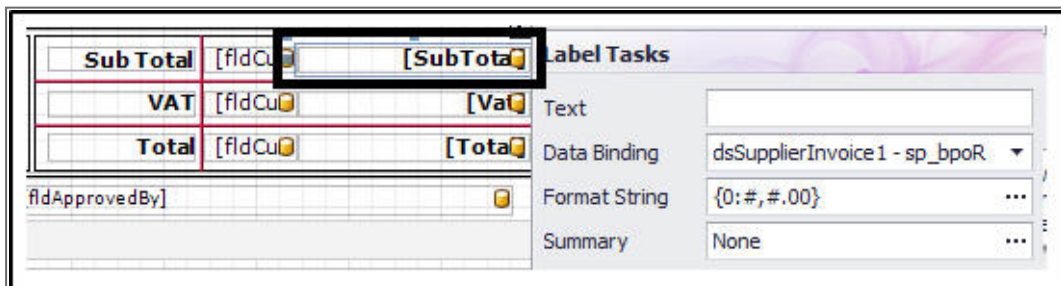 Sub Total [fldCu [SubTota
VAT [fldCu [Vat
Total [fldCu [Tota
fldApprovedBy]
Label Tasks
Text
Data Binding dsSupplierInvoice1 - sp_bpoR
Format String {0:#,#.00} ...
Summary None ...